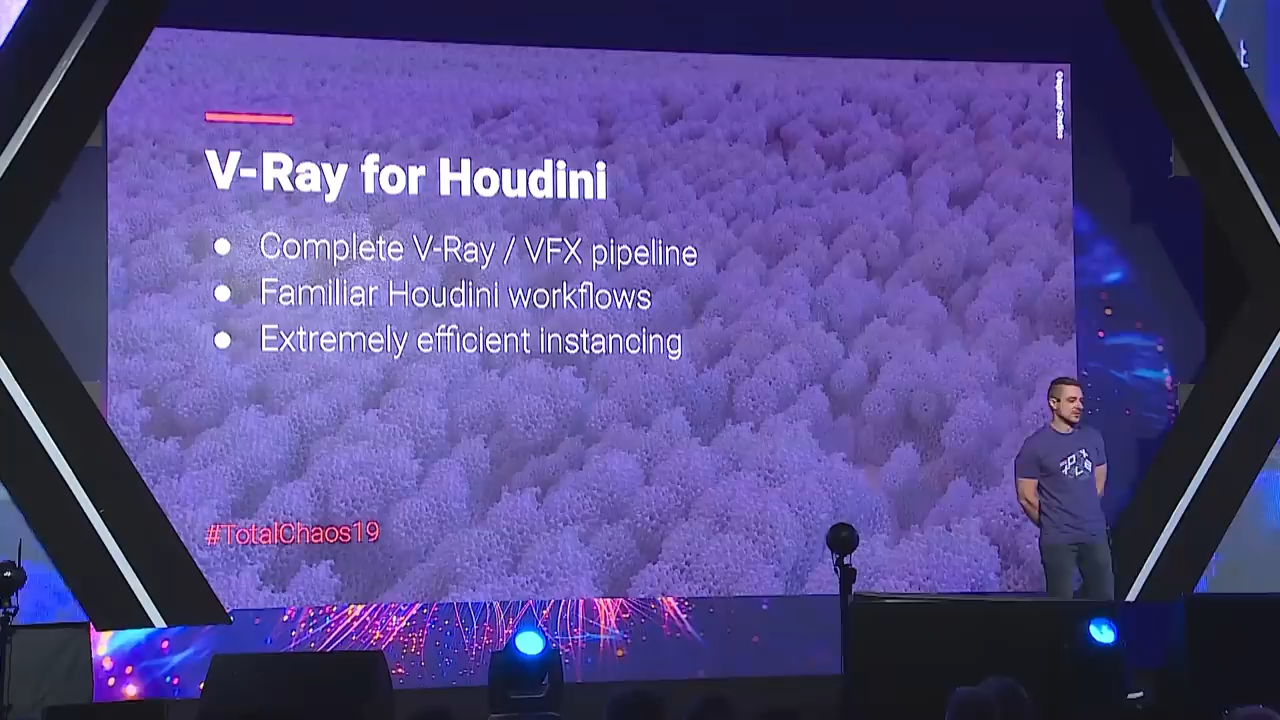 V-Ray for Houdini
● Complete V-Ray / VFX pipeline
● Familiar Houdini workflows
● Extremely efficient instancing
#TotalChaos19